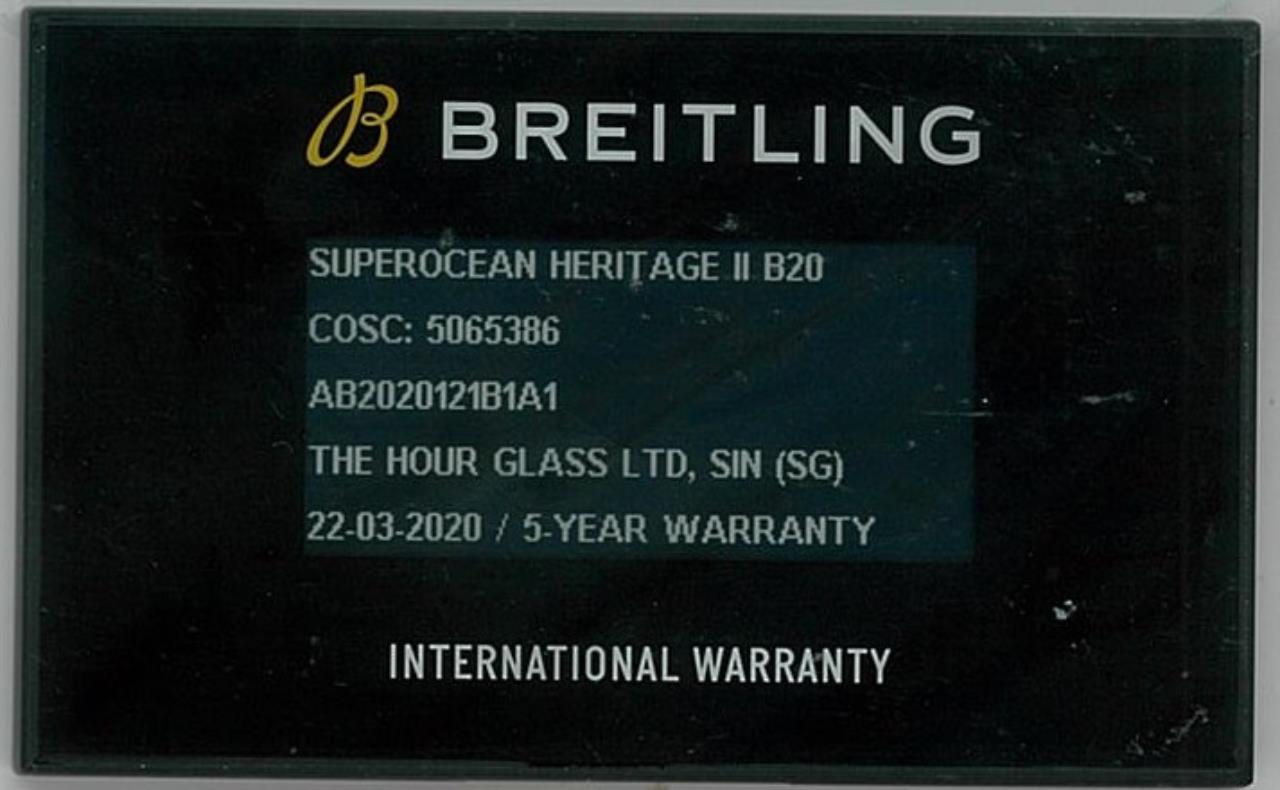 B BREITLING
SUPEROCEAN HERITAGE II B20
COSC: 5065386
AB2020121B1A1
THE HOUR GLASS LTD, SIN (SG)
22-03-2020 / 5-YEAR WARRANTY
INTERNATIONAL WARRANTY